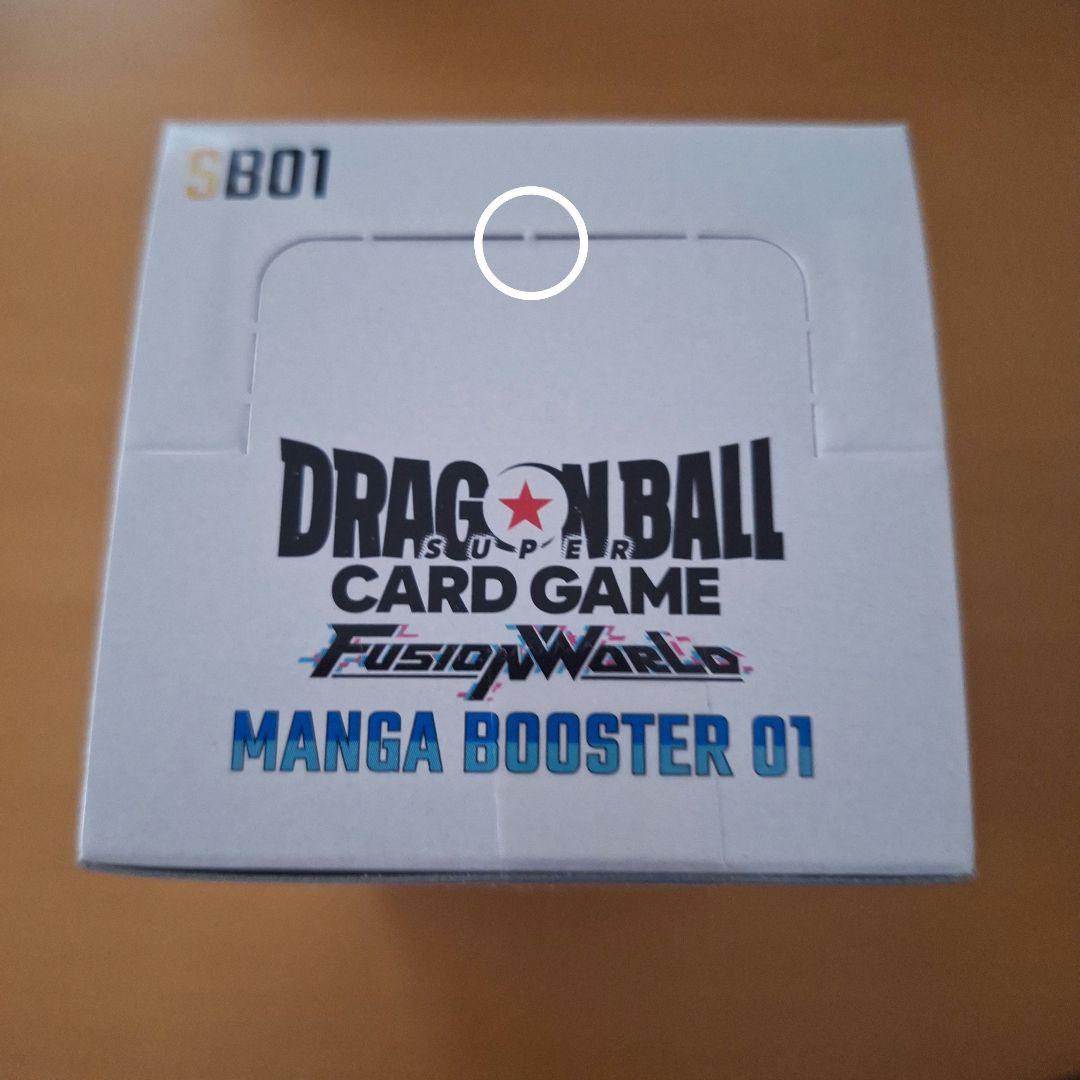 SB01
DRAGON BALL
SUPER
CARD GAME
FUSION WORLD
MANGA BOOSTER 01